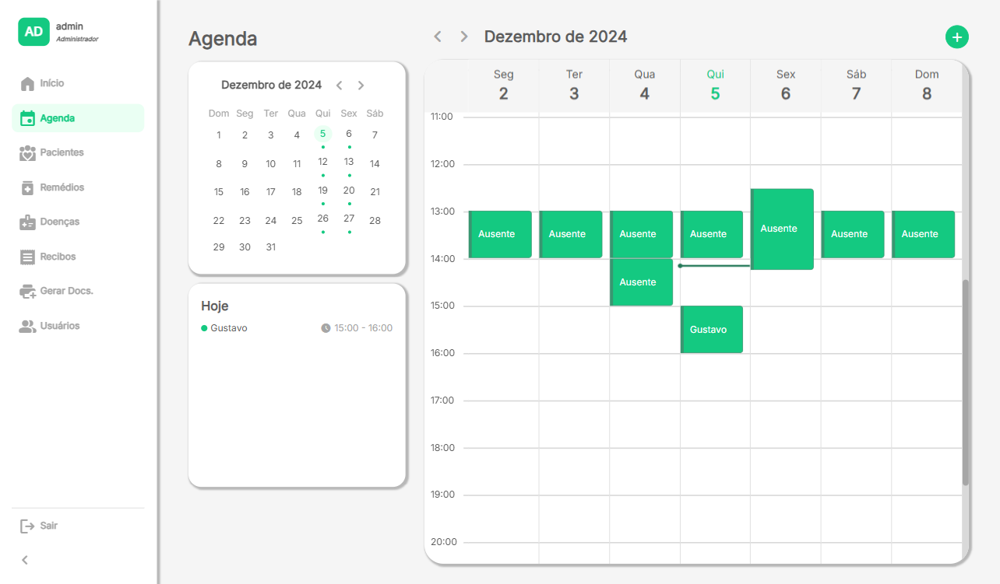 AD
admin
Administrador
Início
Agenda
Pacientes
Remédios
Doenças
Recibos
Gerar Docs.
Usuários
Sair
Agenda
Dezembro de 2024
Dom Seg Ter Qua Qui Sex Sáb
1 2 3 4 5 6 7
8 9 10 11 12 13 14
15 16 17 18 19 20 21
22 23 24 25 26 27 28
29 30 31
Hoje
Gustavo 15:00 - 16:00
Dezembro de 2024
Seg Ter Qua Qui Sex Sáb Dom
2 3 4 5 6 7 8
11:00
12:00
13:00
Ausente Ausente Ausente Ausente Ausente Ausente Ausente
14:00
Ausente
15:00
Gustavo
16:00
17:00
18:00
19:00
20:00